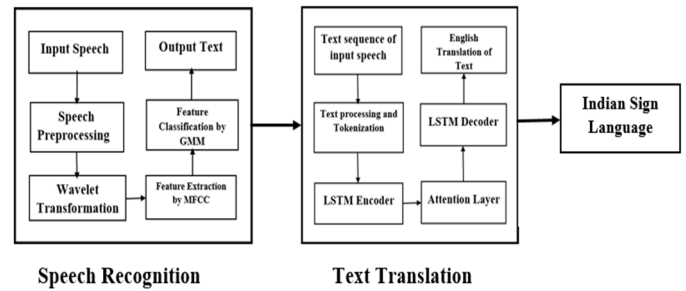 Input Speech
Speech
Preprocessing
Wavelet
Transformation
Feature Extraction
by MFCC
Feature
Classification by
GMM
Output Text
Speech Recognition
Text sequence of
input speech
Text processing and
Tokenization
LSTM Encoder
Attention Layer
LSTM Decoder
English
Translation of
Text
Text Translation
Indian Sign
Language